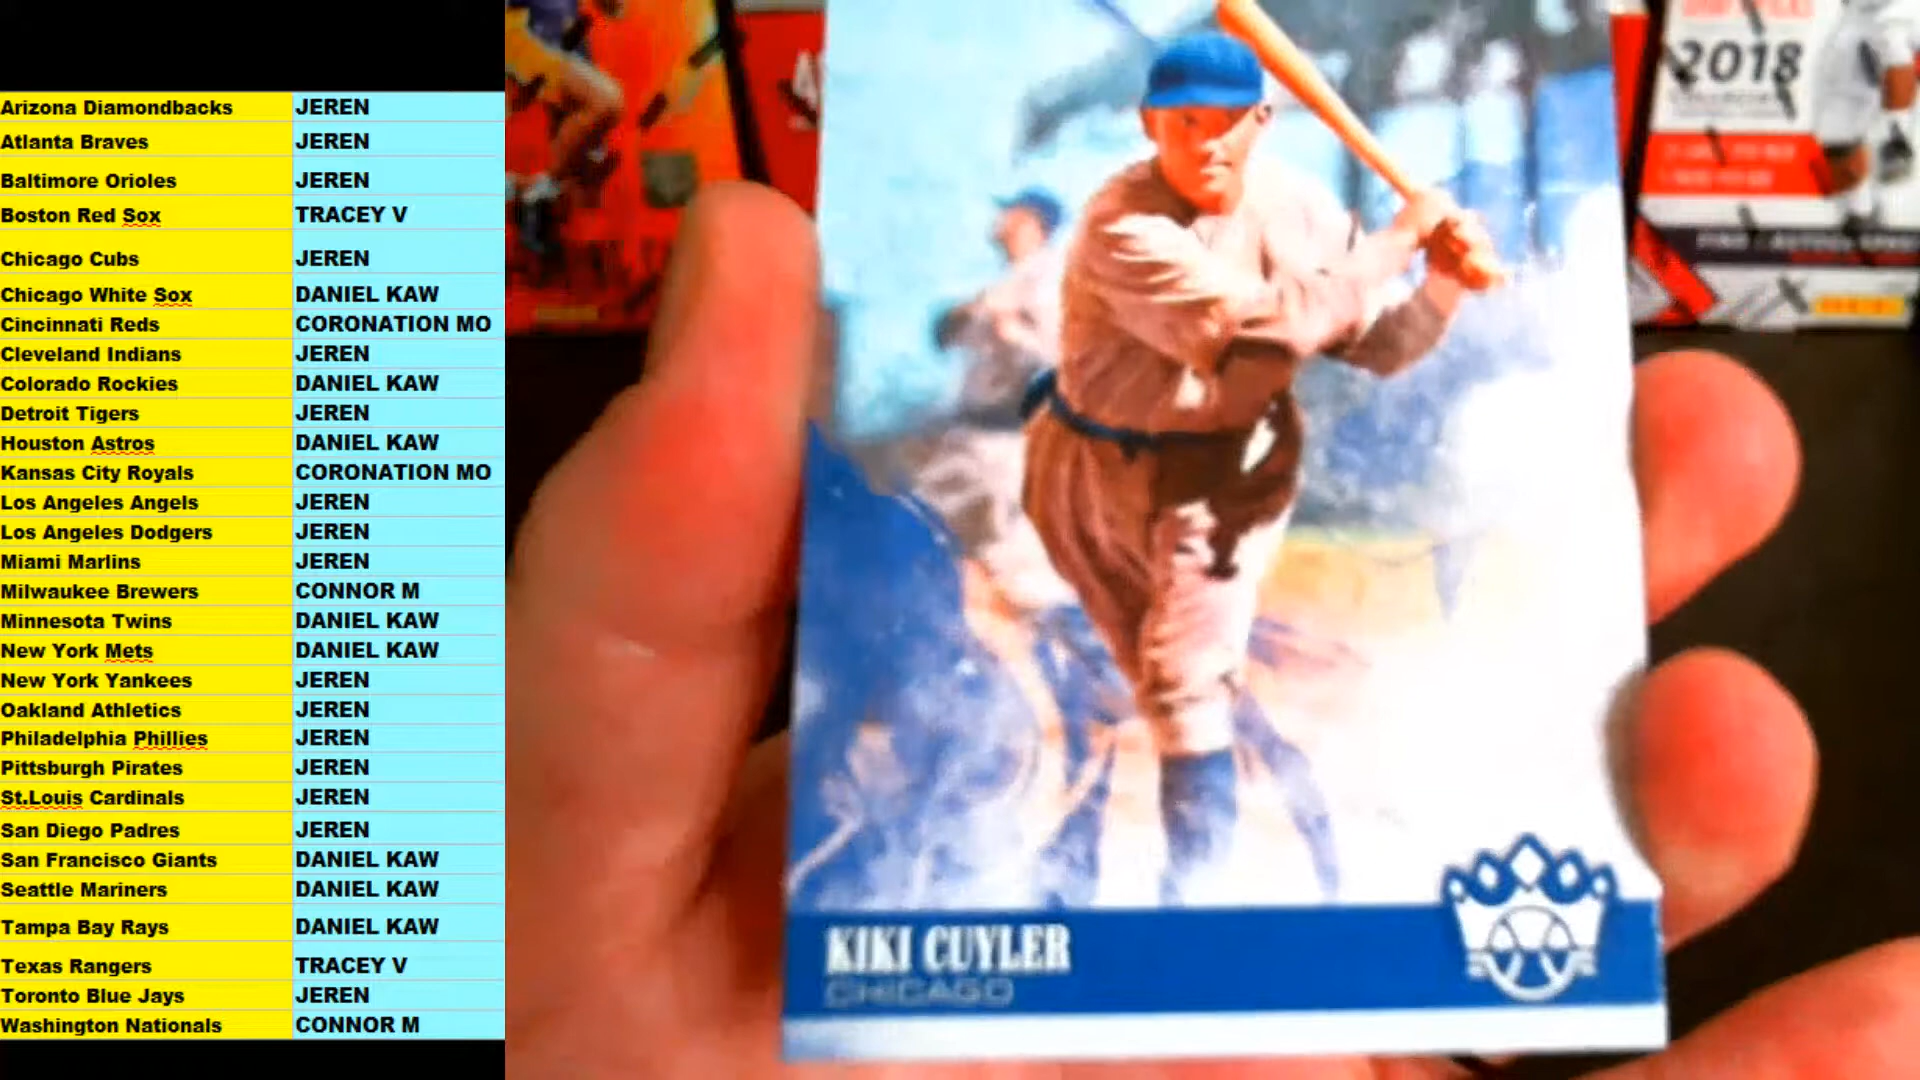 Arizona Diamondbacks JEREN
Atlanta Braves JEREN
Baltimore Orioles JEREN
Boston Red Sox TRACEY V
Chicago Cubs JEREN
Chicago White Sox DANIEL KAW
Cincinnati Reds CORONATION MO
Cleveland Indians JEREN
Colorado Rockies DANIEL KAW
Detroit Tigers JEREN
Houston Astros DANIEL KAW
Kansas City Royals CORONATION MO
Los Angeles Angels JEREN
Los Angeles Dodgers JEREN
Miami Marlins JEREN
Milwaukee Brewers CONNOR M
Minnesota Twins DANIEL KAW
New York Mets DANIEL KAW
New York Yankees JEREN
Oakland Athletics JEREN
Philadelphia Phillies JEREN
Pittsburgh Pirates JEREN
St.Louis Cardinals JEREN
San Diego Padres JEREN
San Francisco Giants DANIEL KAW
Seattle Mariners DANIEL KAW
Tampa Bay Rays DANIEL KAW
Texas Rangers TRACEY V
Toronto Blue Jays JEREN
Washington Nationals CONNOR M
2018
KIKI CUYLER
CHICAGO